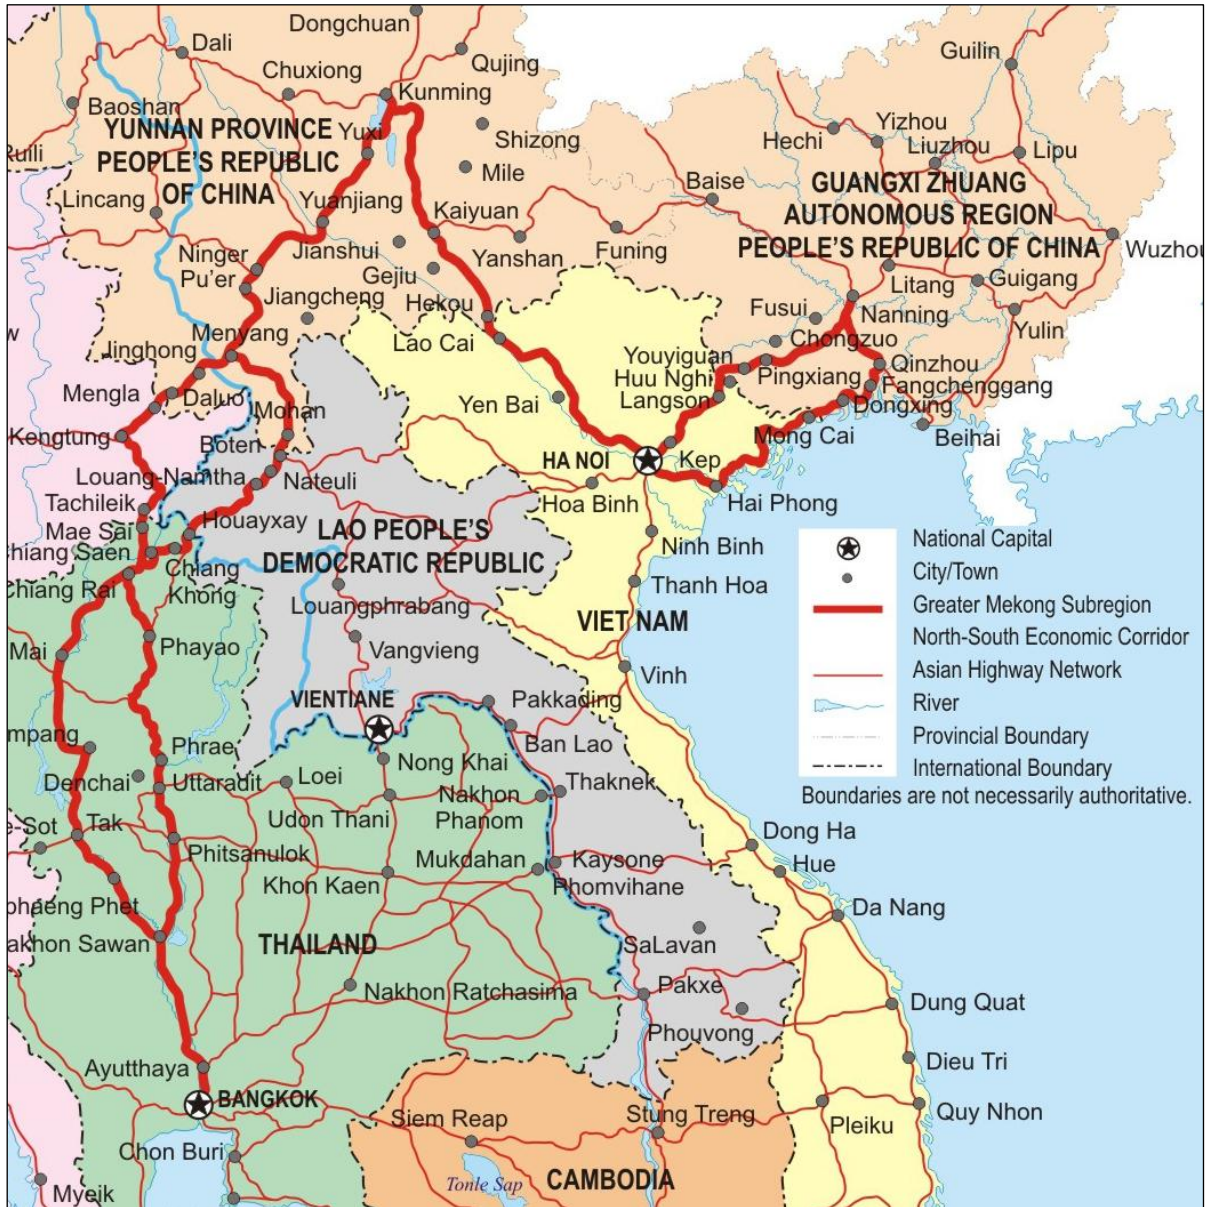 Dongchuan
Dali
Qujing
Guilin
Chuxiong
Kunming
Baoshan
YUNNAN PROVINCE
PEOPLE'S REPUBLIC
OF CHINA
Yuxi
Shizong
Hechi
Yizhou
Liuzhou
Lipu
Ruili
Mile
Baise
GUANGXI ZHUANG
AUTONOMOUS REGION
PEOPLE'S REPUBLIC OF CHINA
Lincang
Yuanjiang
Kaiyuan
Wuzhou
Ninger
Jianshui
Yanshan
Funing
Pu'er
Gejiu
Litang
Guigang
Jiangcheng
Hekou
Fusui
Nanning
Yulin
w
Menyang
Lao Cai
Chongzuo
Jinghong
Youyiguan
Qinzhou
Huu Nghi
Pingxiang
Fangchenggang
Mengla
Daluo
Mohan
Yen Bai
Langson
Dongxing
Kengtung
Boten
Mong Cai
Beihai
HA NOI
Kep
Louang-Namtha
Nateuli
Hoa Binh
Hai Phong
Tachileik
Mae Sai
Houayxay
LAO PEOPLE'S
DEMOCRATIC REPUBLIC
Ninh Binh
Chiang Saen
Chiang
Khong
Chiang Rai
Thanh Hoa
Louangphrabang
VIET NAM
Mai
Phayao
Vangvieng
Vinh
VIENTIANE
Pakkading
mpang
Phrae
Ban Lao
Denchai
Uttaradit
Loei
Nong Khai
Thaknek
Nakhon
Phanom
Udon Thani
e-Sot
Tak
Phitsanulok
Mukdahan
Kaysone
Phomvihane
Dong Ha
Hue
Khon Kaen
phaeng Phet
Da Nang
akhon Sawan
THAILAND
SaLavan
Nakhon Ratchasima
Pakxe
Dung Quat
Phouvong
Ayutthaya
Dieu Tri
BANGKOK
Siem Reap
Stung Treng
Pleiku
Quy Nhon
Chon Buri
Tonle Sap
CAMBODIA
Myeik
National Capital
City/Town
Greater Mekong Subregion
North-South Economic Corridor
Asian Highway Network
River
Provincial Boundary
International Boundary
Boundaries are not necessarily authoritative.